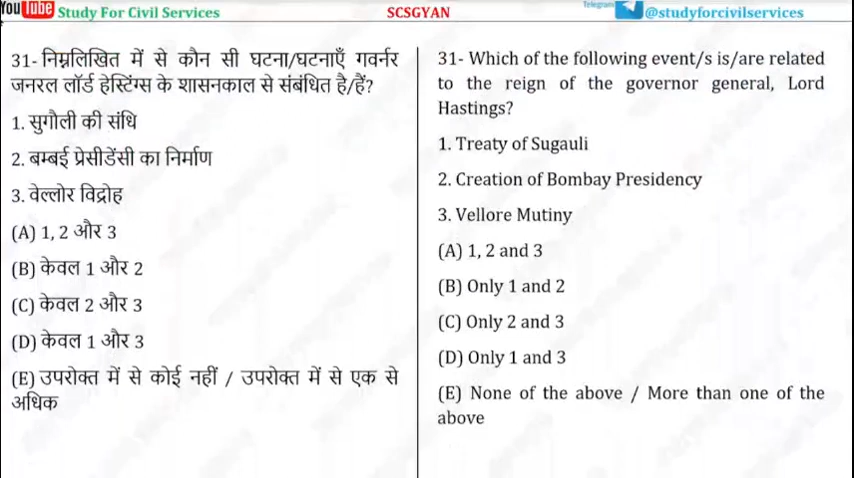 You Tube Study For Civil Services
SCSGYAN
Telegram @studyforcivilservices
31- निम्नलिखित में से कौन सी घटना/घटनाएँ गवर्नर
जनरल लॉर्ड हेस्टिंग्स के शासनकाल से संबंधित है/हैं?
1. सुगौली की संधि
2. बम्बई प्रेसीडेंसी का निर्माण
3. वेल्लोर विद्रोह
(A) 1, 2 और 3
(B) केवल 1 और 2
(C) केवल 2 और 3
(D) केवल 1 और 3
(E) उपरोक्त में से कोई नहीं / उपरोक्त में से एक से
अधिक
31- Which of the following event/s is/are related
to the reign of the governor general, Lord
Hastings?
1. Treaty of Sugauli
2. Creation of Bombay Presidency
3. Vellore Mutiny
(A) 1, 2 and 3
(B) Only 1 and 2
(C) Only 2 and 3
(D) Only 1 and 3
(E) None of the above / More than one of the
above